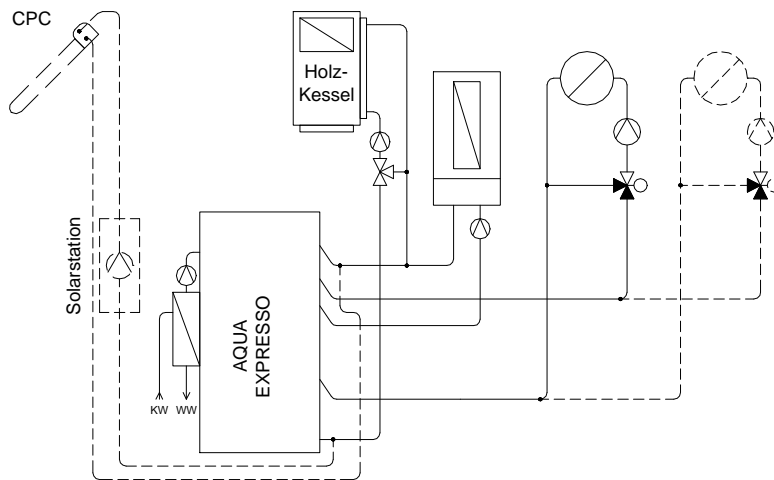 CPC
Holz-
Kessel
Solarstation
AQUA
EXPRESSO
KW
WW